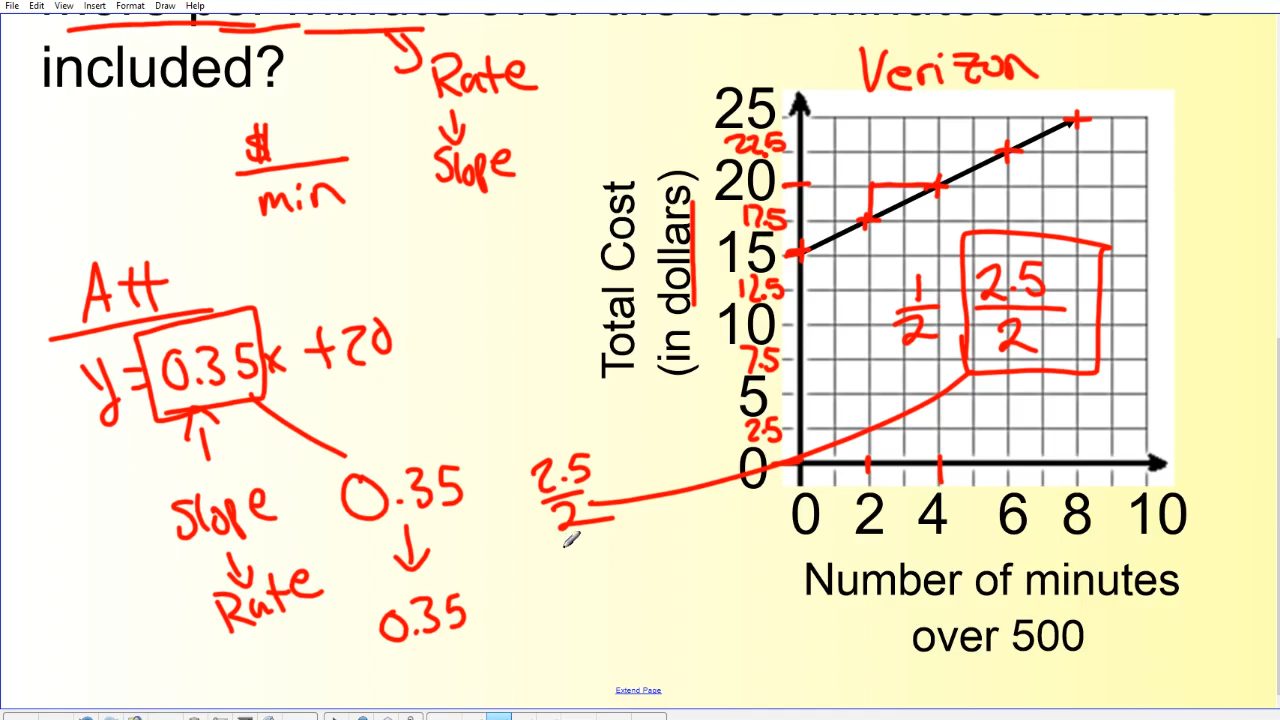 File Edit View Insert Format Draw Help
included?
Rate
Slope
$
min
Att
y=0.35x +20
Slope
Rate
0.35
0.35
2.5
2
Verizon
Total Cost
(in dollars)
25
22.5
20
17.5
15
12.5
10
7.5
5
2.5
0
1
2
2.5
2
0 2 4 6 8 10
Number of minutes
over 500
Extend Page